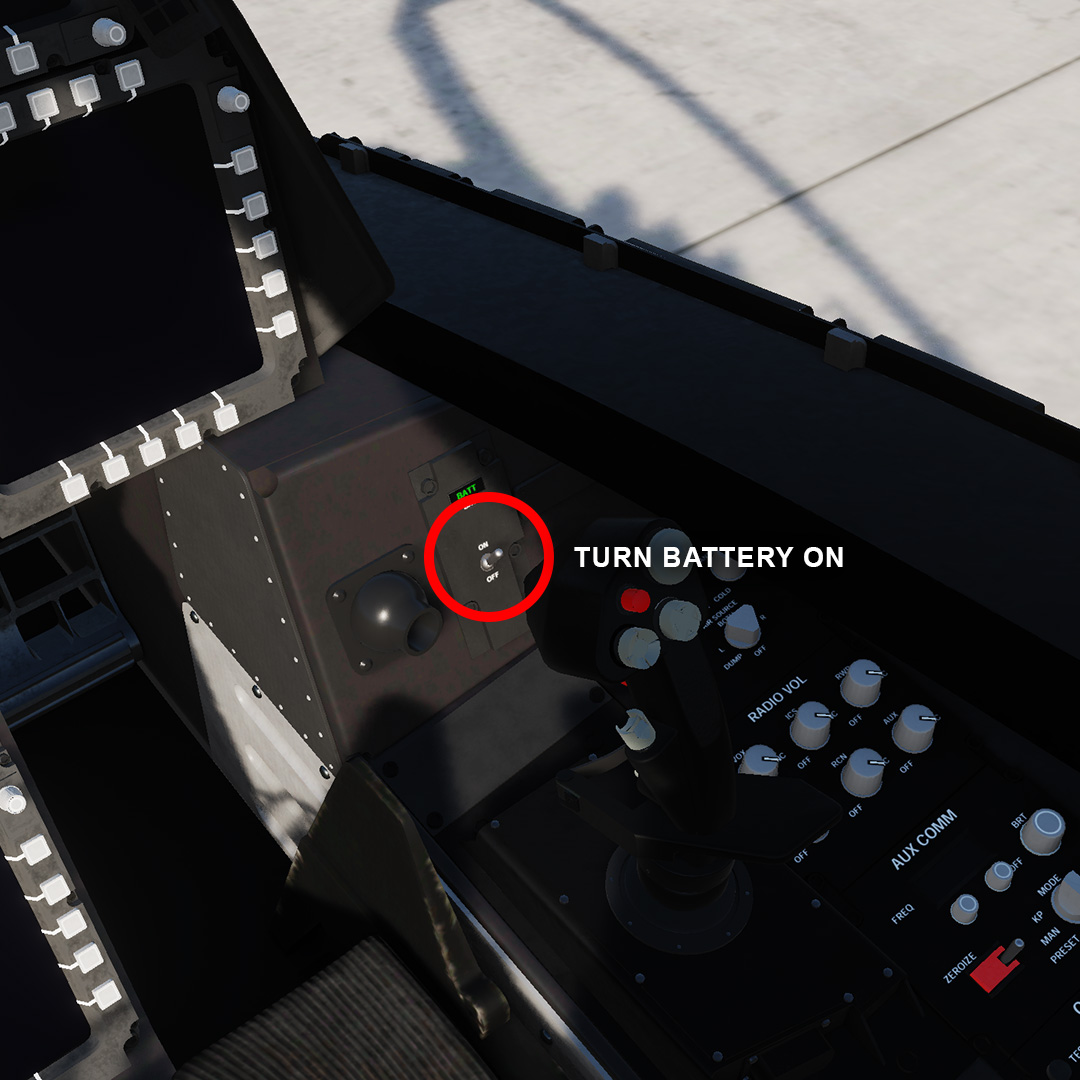 BATT
ON
OFF
TURN BATTERY ON
COLD
L
R
DUMP
OFF
RADIO VOL
ICS
OFF
AUX
OFF
RCN
OFF
OFF
AUX COMM
BRT
OFF
FREQ
MODE
KP
MAN
PRESET
ZEROIZE